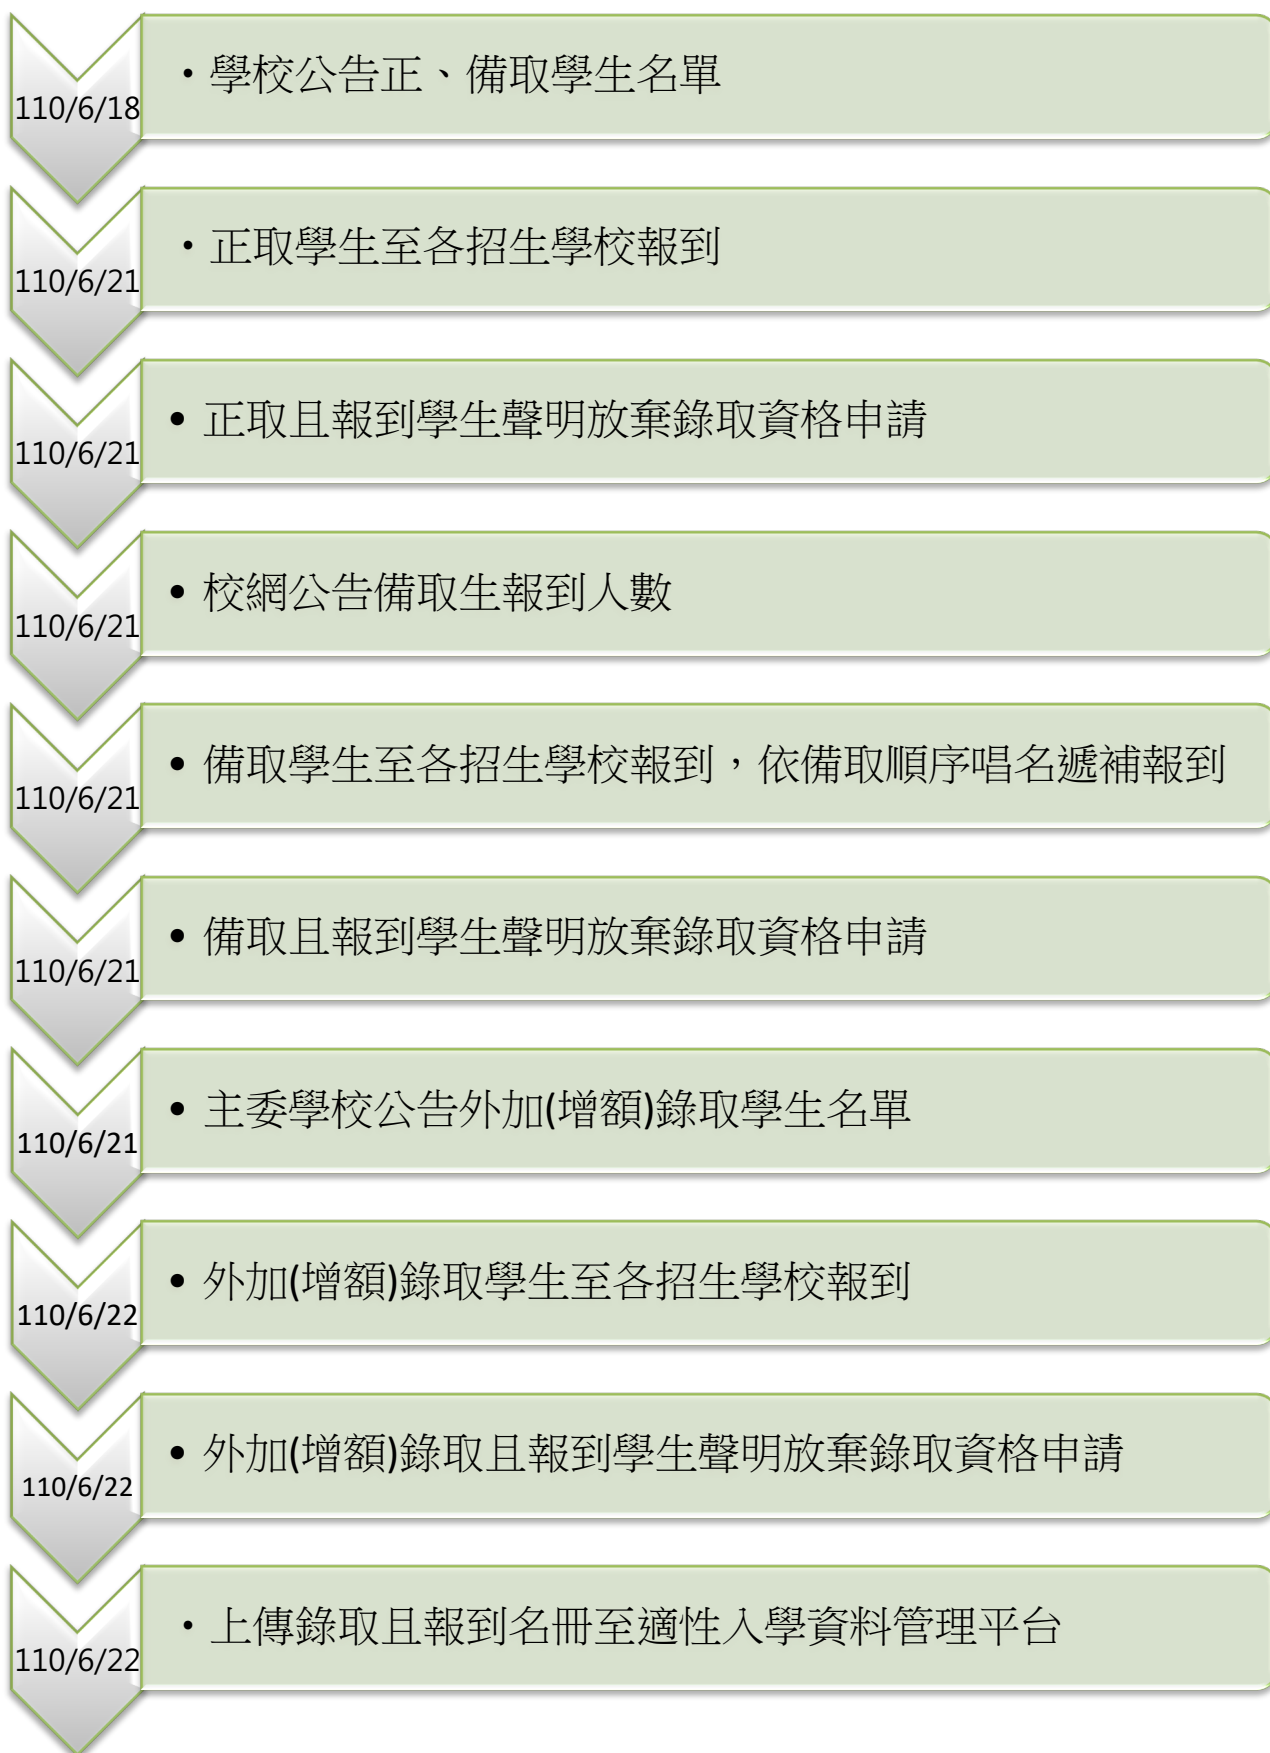 110/6/18
・學校公告正、備取學生名單
110/6/21
・正取學生至各招生學校報到
110/6/21
• 正取且報到學生聲明放棄錄取資格申請
110/6/21
• 校網公告備取生報到人數
110/6/21
• 備取學生至各招生學校報到，依備取順序唱名遞補報到
110/6/21
• 備取且報到學生聲明放棄錄取資格申請
110/6/21
• 主委學校公告外加(增額)錄取學生名單
110/6/22
• 外加(增額)錄取學生至各招生學校報到
110/6/22
• 外加(增額)錄取且報到學生聲明放棄錄取資格申請
110/6/22
・上傳錄取且報到名冊至適性入學資料管理平台